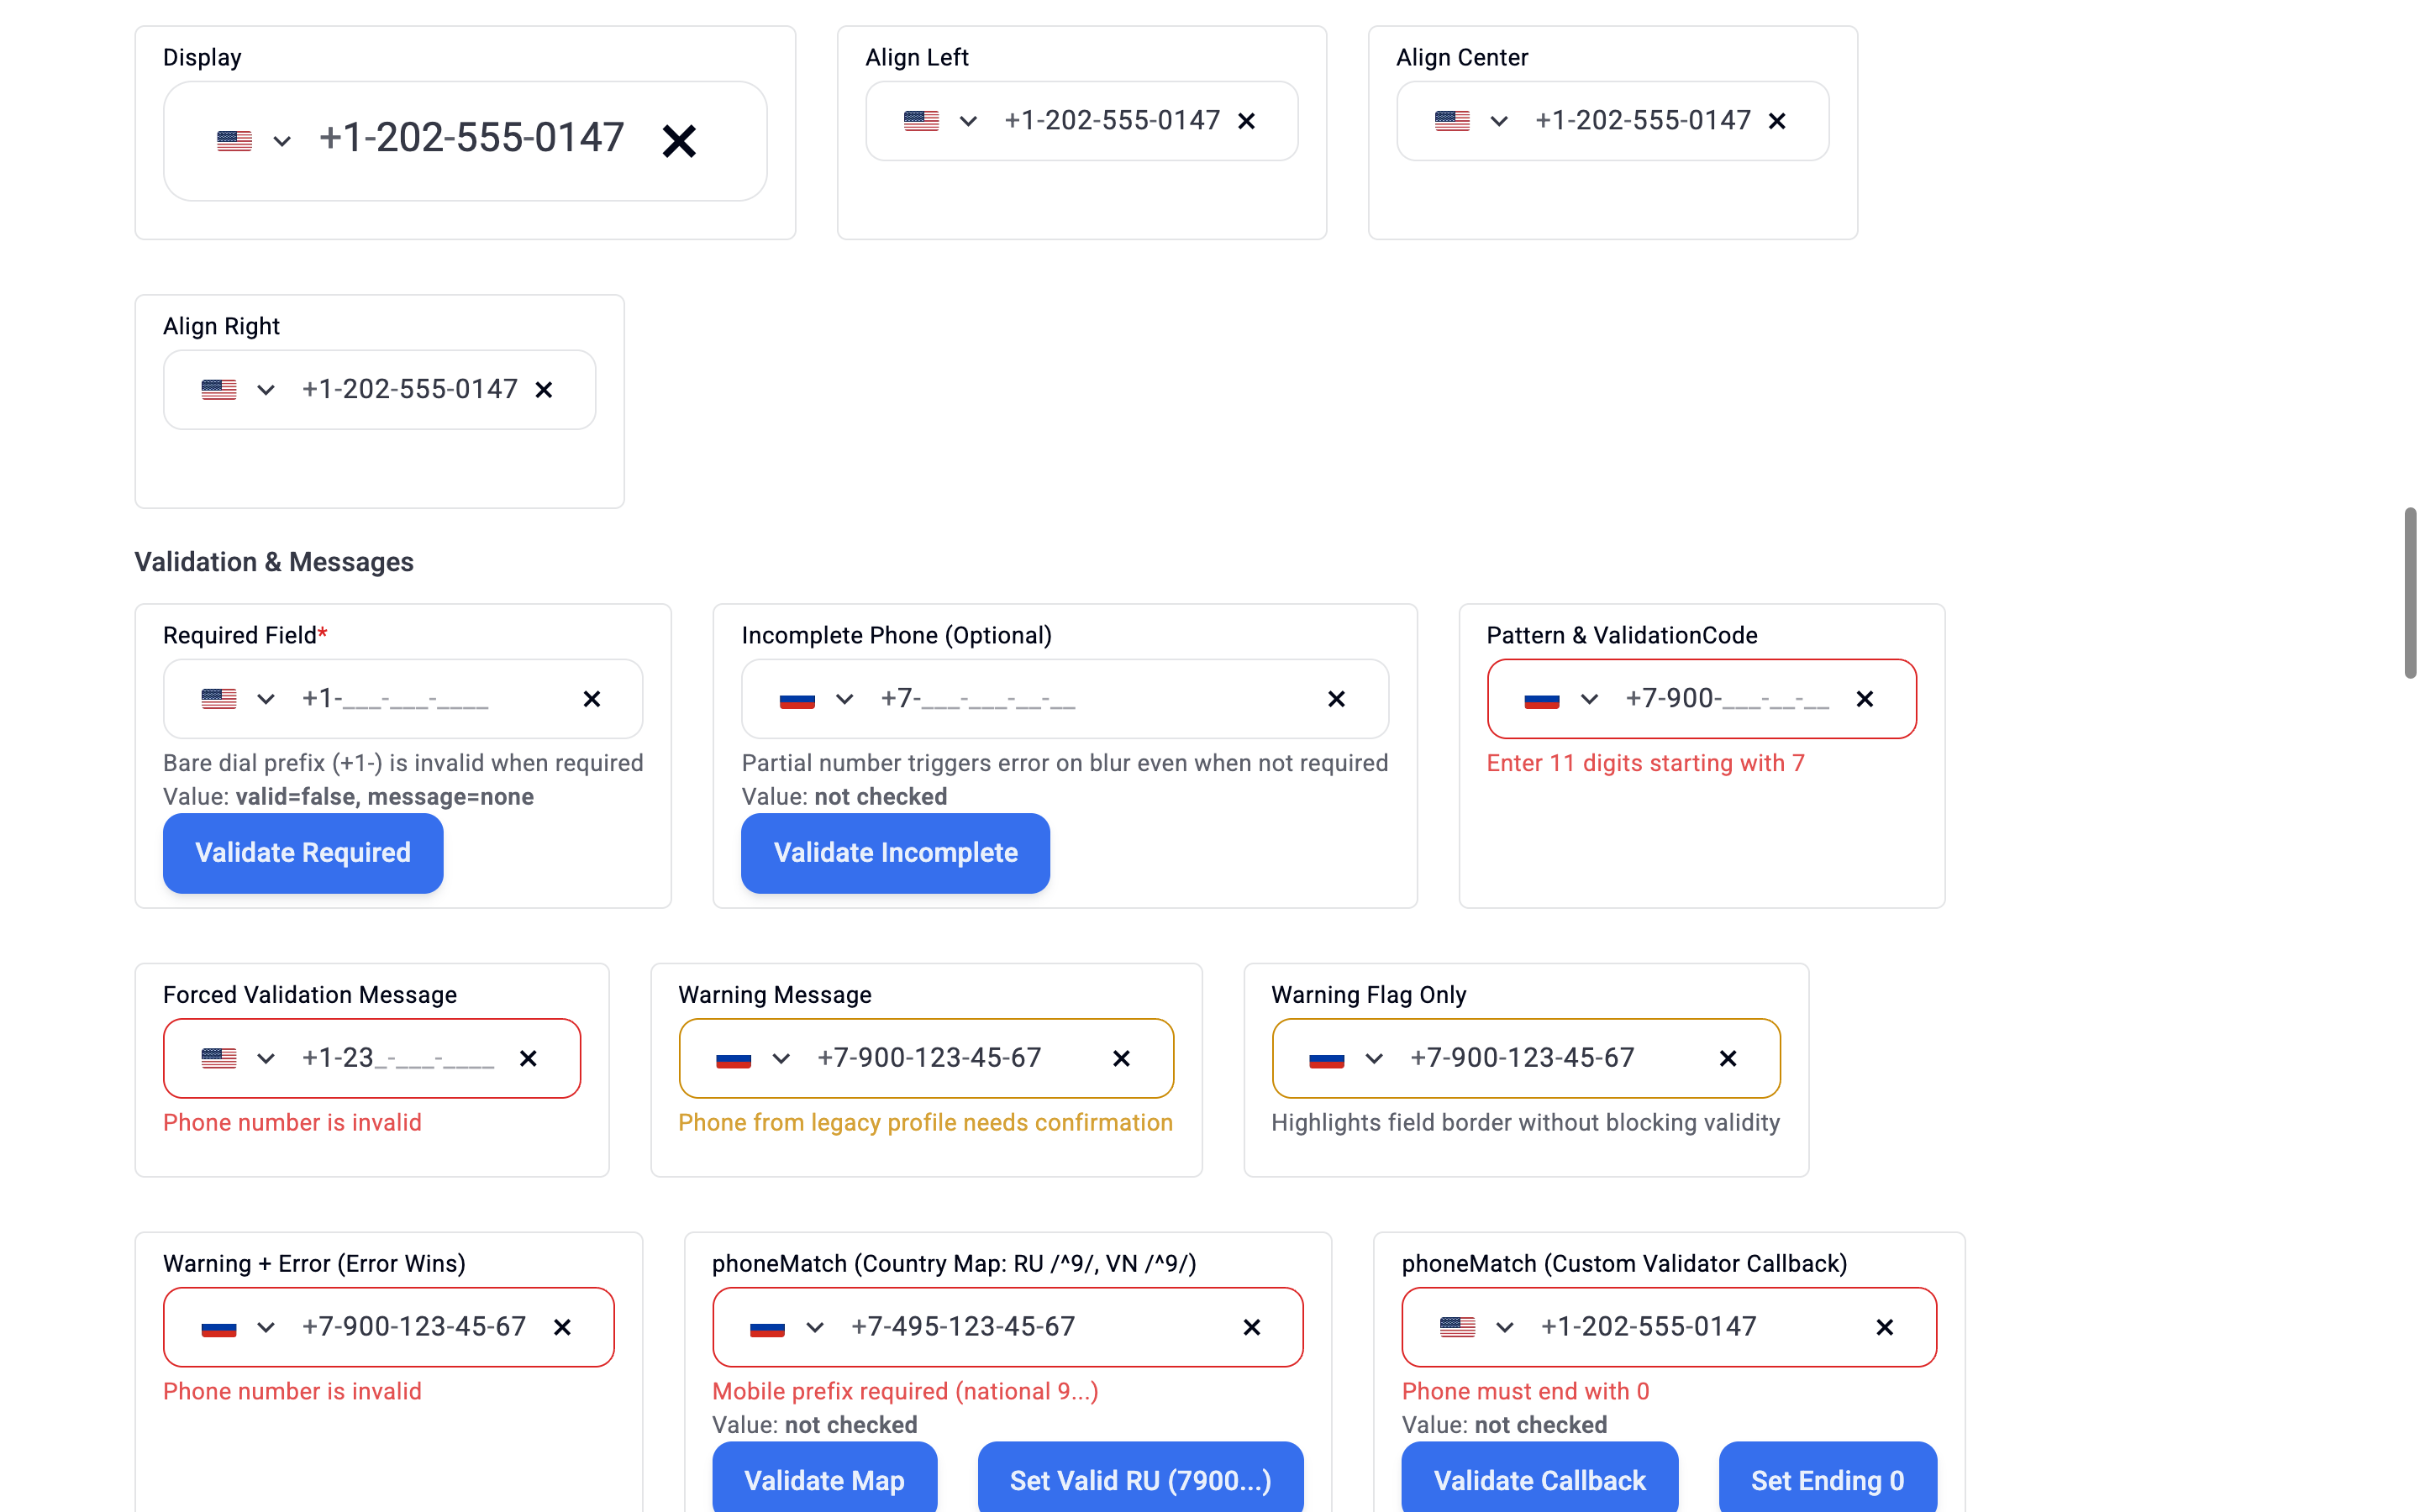 Display
+1-202-555-0147
Align Left
+1-202-555-0147
Align Center
+1-202-555-0147
Align Right
+1-202-555-0147
Validation & Messages
Required Field*
+1-___-___-____
Bare dial prefix (+1-) is invalid when required
Value: valid=false, message=none
Validate Required
Incomplete Phone (Optional)
+7-___-___-__-__
Partial number triggers error on blur even when not required
Value: not checked
Validate Incomplete
Pattern & ValidationCode
+7-900-___-__-__
Enter 11 digits starting with 7
Forced Validation Message
+1-23_-___-____
Phone number is invalid
Warning Message
+7-900-123-45-67
Phone from legacy profile needs confirmation
Warning Flag Only
+7-900-123-45-67
Highlights field border without blocking validity
Warning + Error (Error Wins)
+7-900-123-45-67
Phone number is invalid
phoneMatch (Country Map: RU /^9/, VN /^9/)
+7-495-123-45-67
Mobile prefix required (national 9...)
Value: not checked
Validate Map
Set Valid RU (7900...)
phoneMatch (Custom Validator Callback)
+1-202-555-0147
Phone must end with 0
Value: not checked
Validate Callback
Set Ending 0